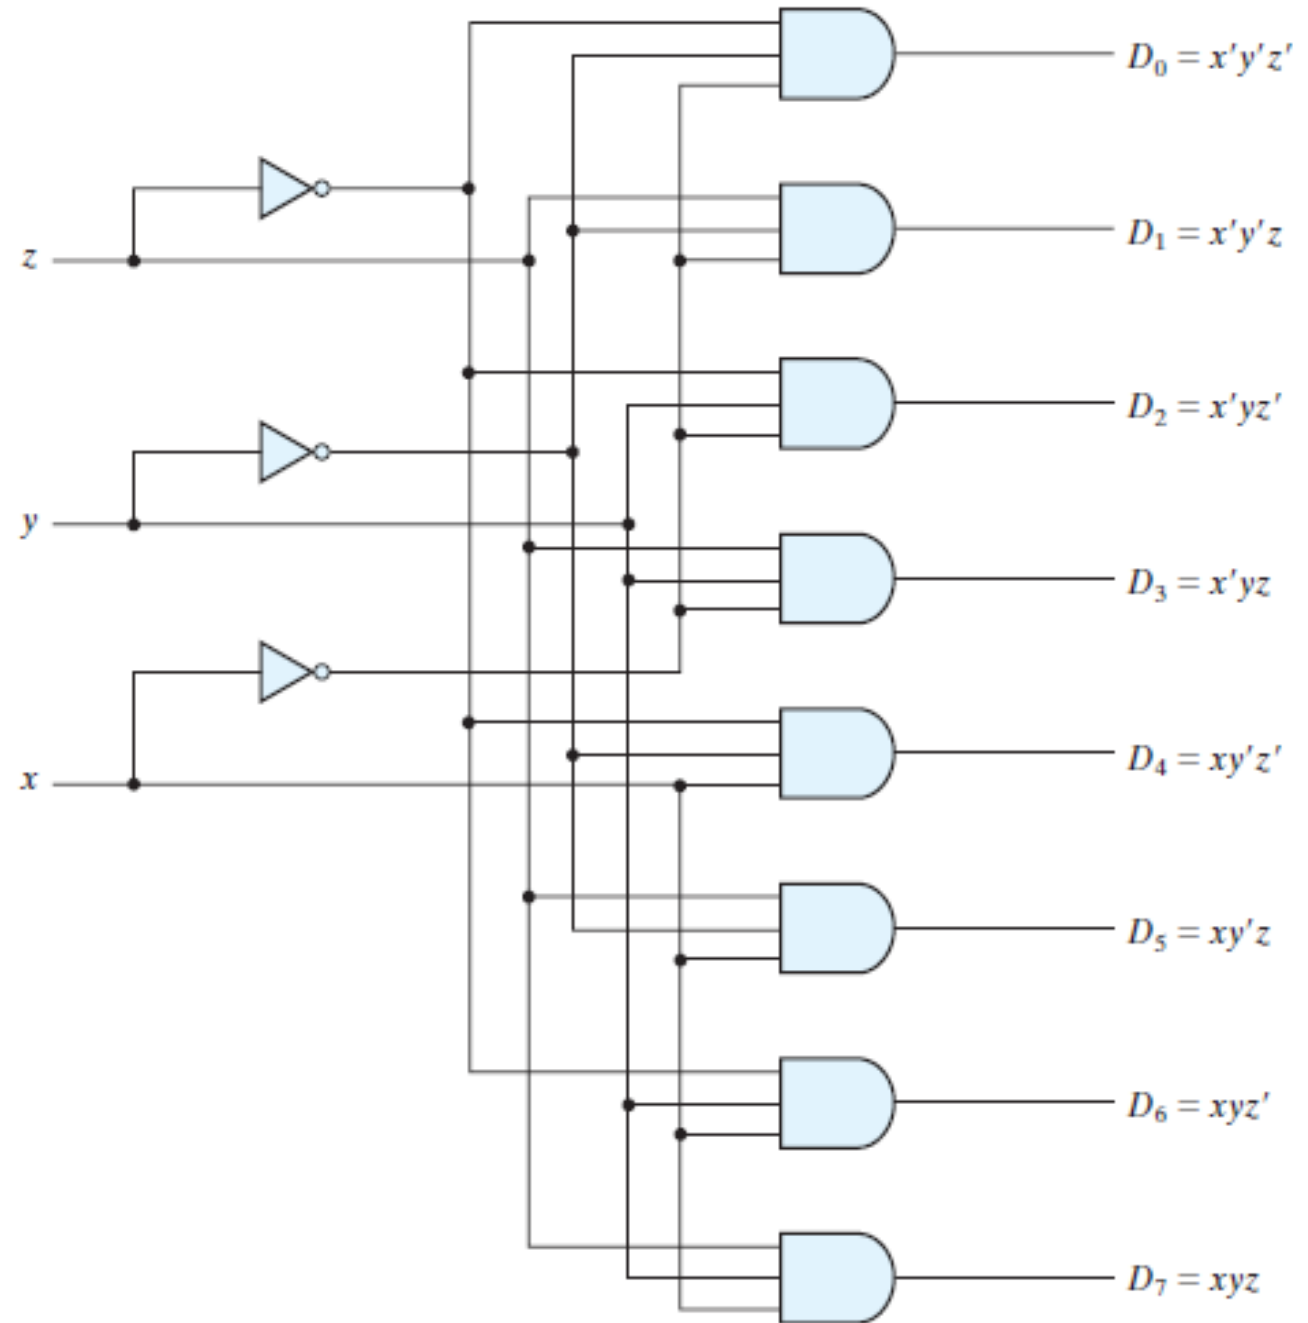 D₀ = x'y'z'
D₁ = x'y'z
z
D₂ = x'yz'
y
D₃ = x'yz
D₄ = xy'z'
x
D₅ = xy'z
D₆ = xyz'
D₇ = xyz